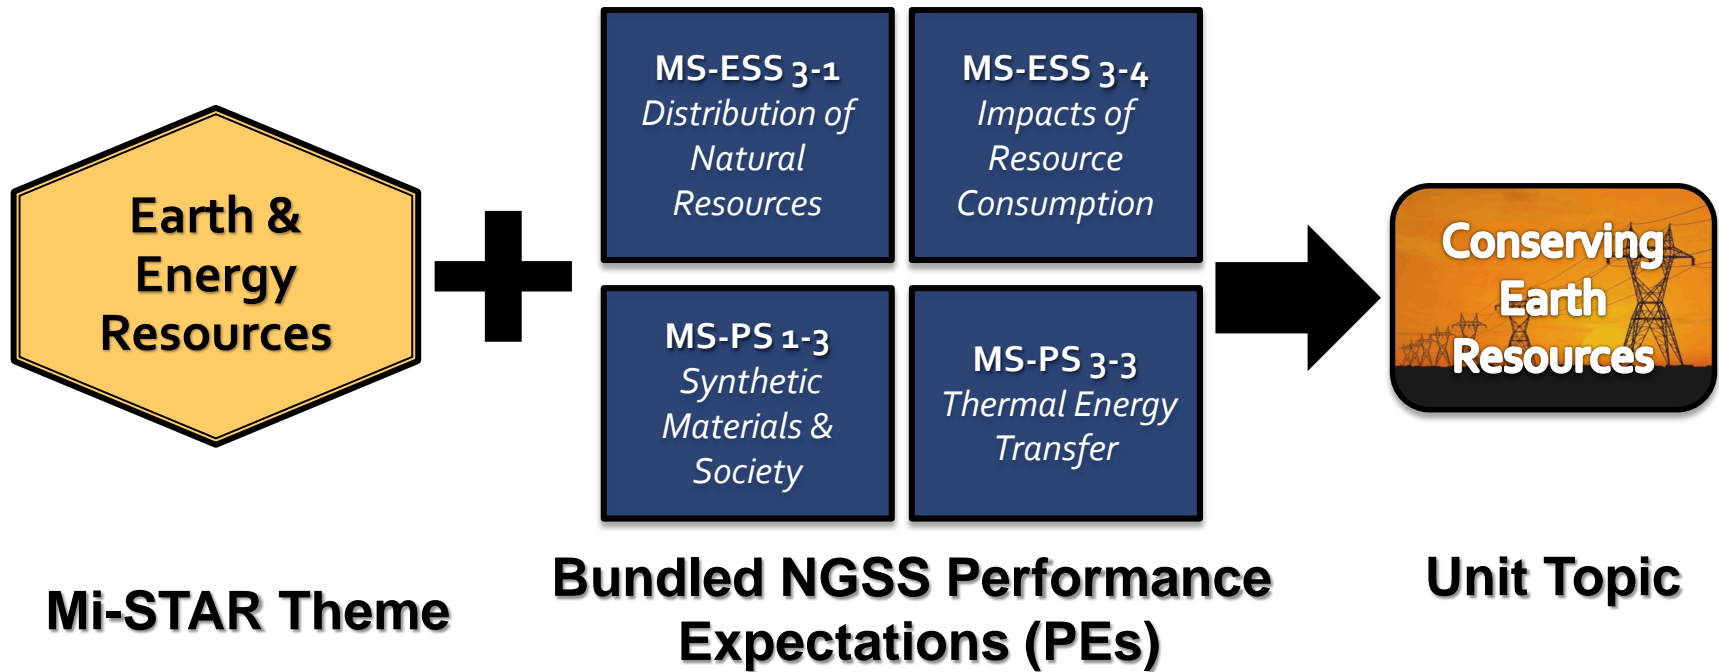 Earth &
Energy
Resources
Mi-STAR Theme
MS-ESS 3-1
Distribution of
Natural
Resources
MS-ESS 3-4
Impacts of
Resource
Consumption
MS-PS 1-3
Synthetic
Materials &
Society
MS-PS 3-3
Thermal Energy
Transfer
Bundled NGSS Performance
Expectations (PEs)
Conserving
Earth
Resources
Unit Topic